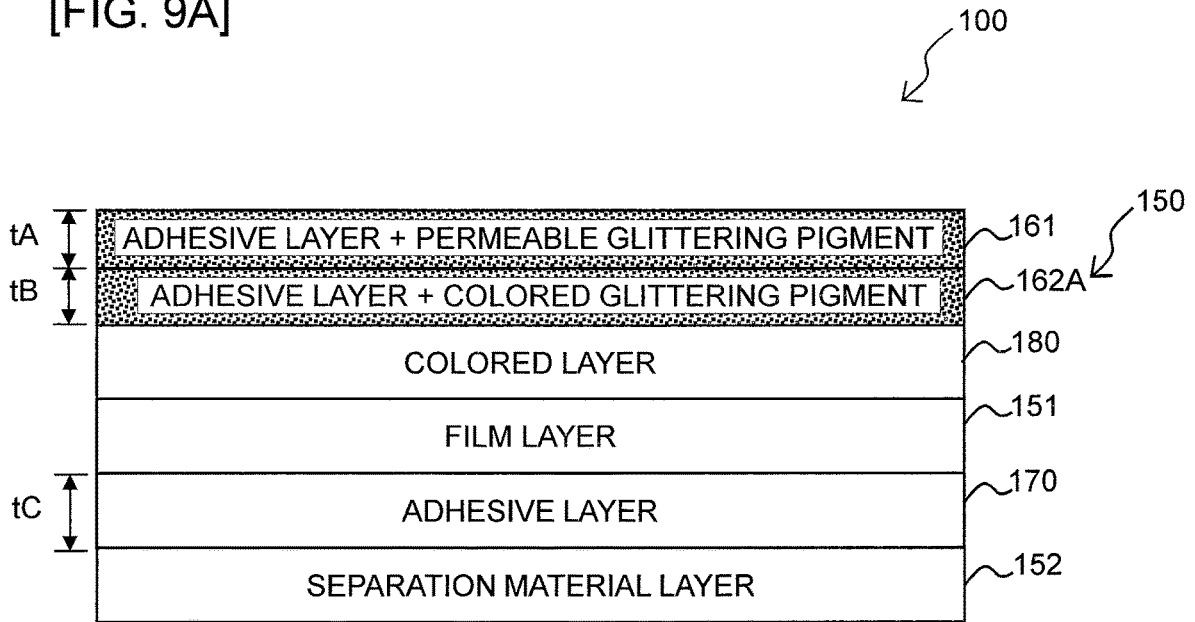 [FIG. 9A]
100
150
tA ADHESIVE LAYER + PERMEABLE GLITTERING PIGMENT 161
tB ADHESIVE LAYER + COLORED GLITTERING PIGMENT 162A
COLORED LAYER 180
FILM LAYER 151
tC ADHESIVE LAYER 170
SEPARATION MATERIAL LAYER 152